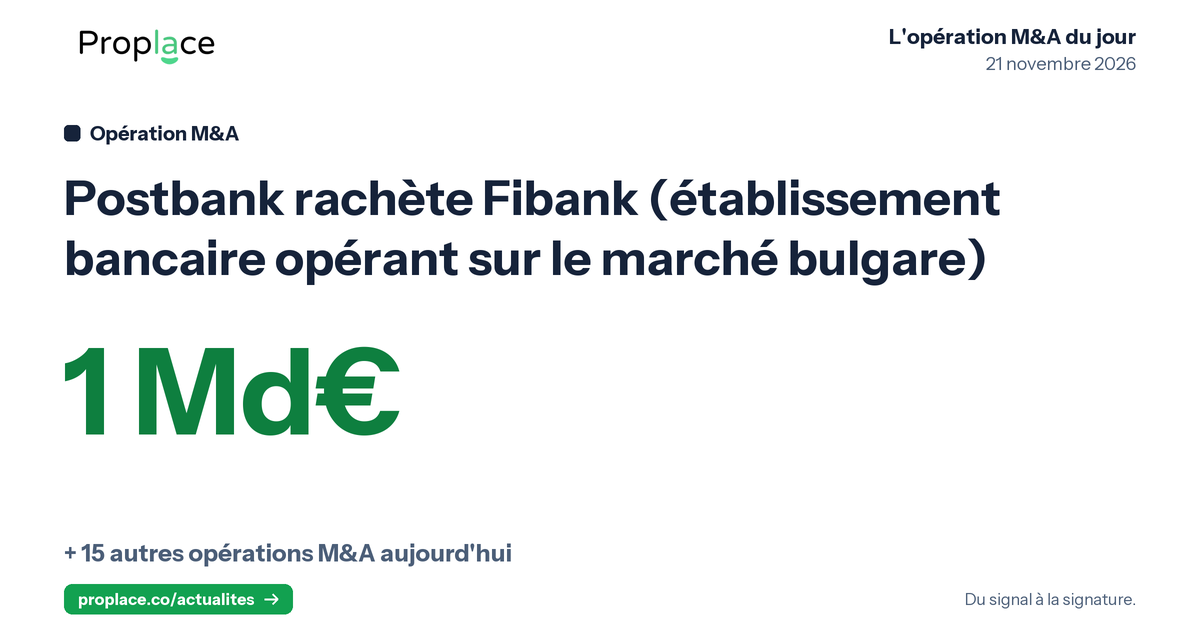 Proplace
L'opération M&A du jour
21 novembre 2026
Opération M&A
Postbank rachète Fibank (établissement
bancaire opérant sur le marché bulgare)
1 Md€
+ 15 autres opérations M&A aujourd'hui
proplace.co/actualites →
Du signal à la signature.